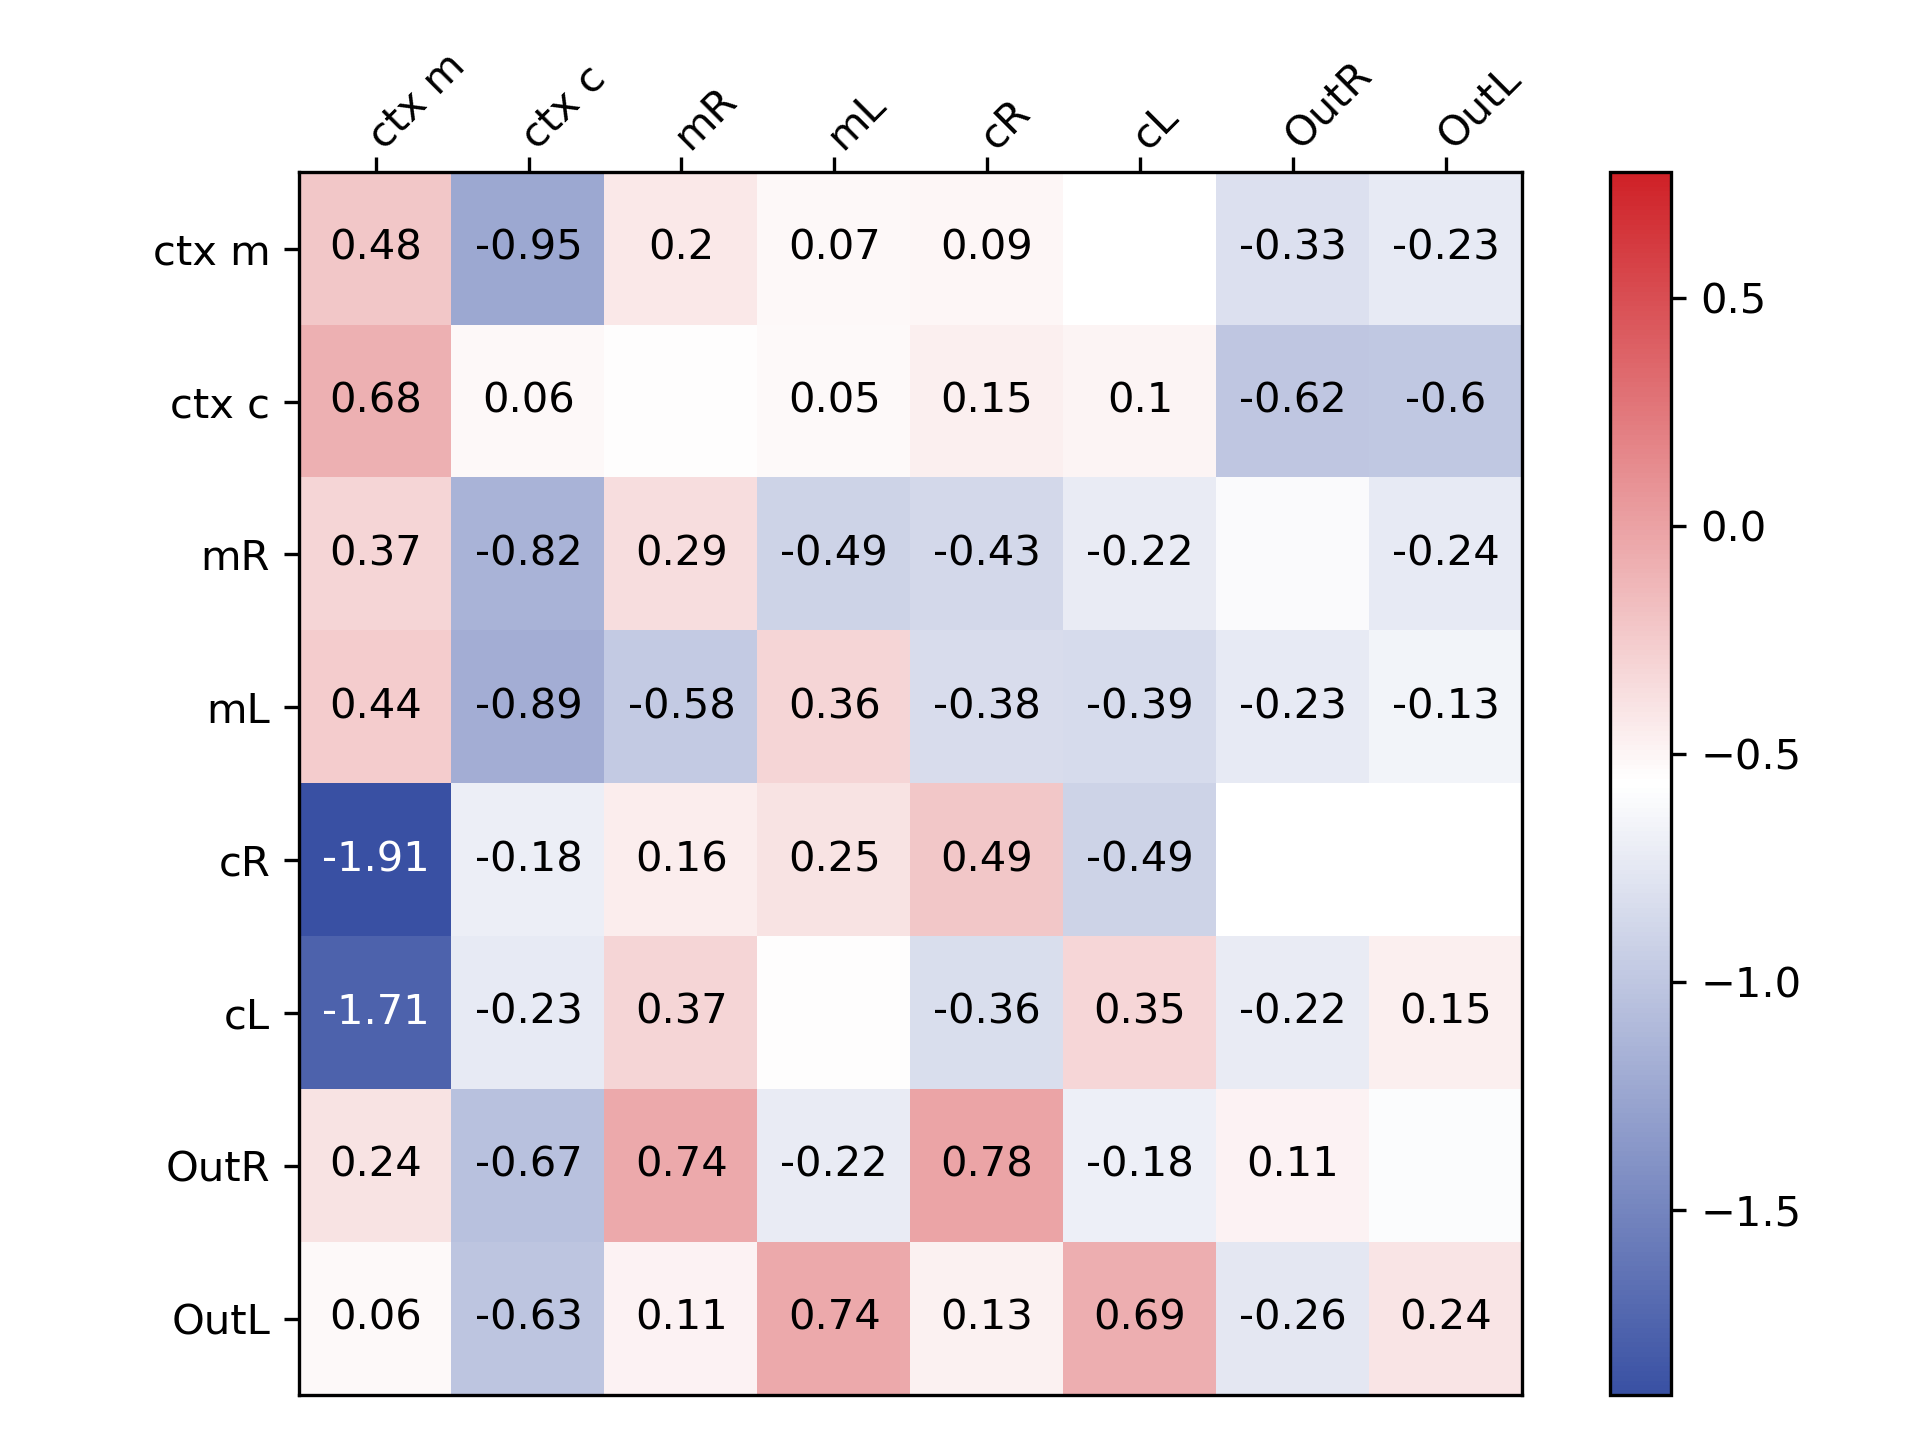 ctx m ctx c mR mL cR cL OutR OutL
ctx m 0.48 -0.95 0.2 0.07 0.09 -0.33 -0.23
ctx c 0.68 0.06 0.05 0.15 0.1 -0.62 -0.6
mR 0.37 -0.82 0.29 -0.49 -0.43 -0.22 -0.24
mL 0.44 -0.89 -0.58 0.36 -0.38 -0.39 -0.23 -0.13
cR -1.91 -0.18 0.16 0.25 0.49 -0.49
cL -1.71 -0.23 0.37 -0.36 0.35 -0.22 0.15
OutR 0.24 -0.67 0.74 -0.22 0.78 -0.18 0.11
OutL 0.06 -0.63 0.11 0.74 0.13 0.69 -0.26 0.24
0.5
0.0
−0.5
−1.0
−1.5